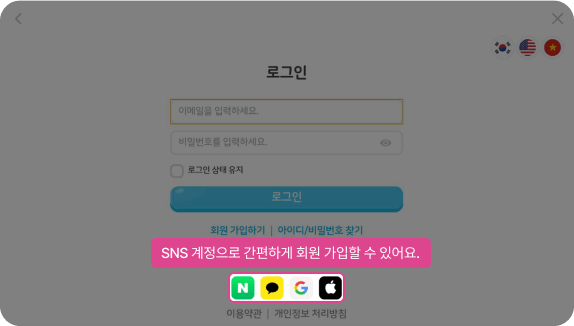 로그인
이메일을 입력하세요.
비밀번호를 입력하세요.
로그인 상태 유지
로그인
회원 가입하기 | 아이디/비밀번호 찾기
SNS 계정으로 간편하게 회원 가입할 수 있어요.
N G
이용약관 | 개인정보 처리방침